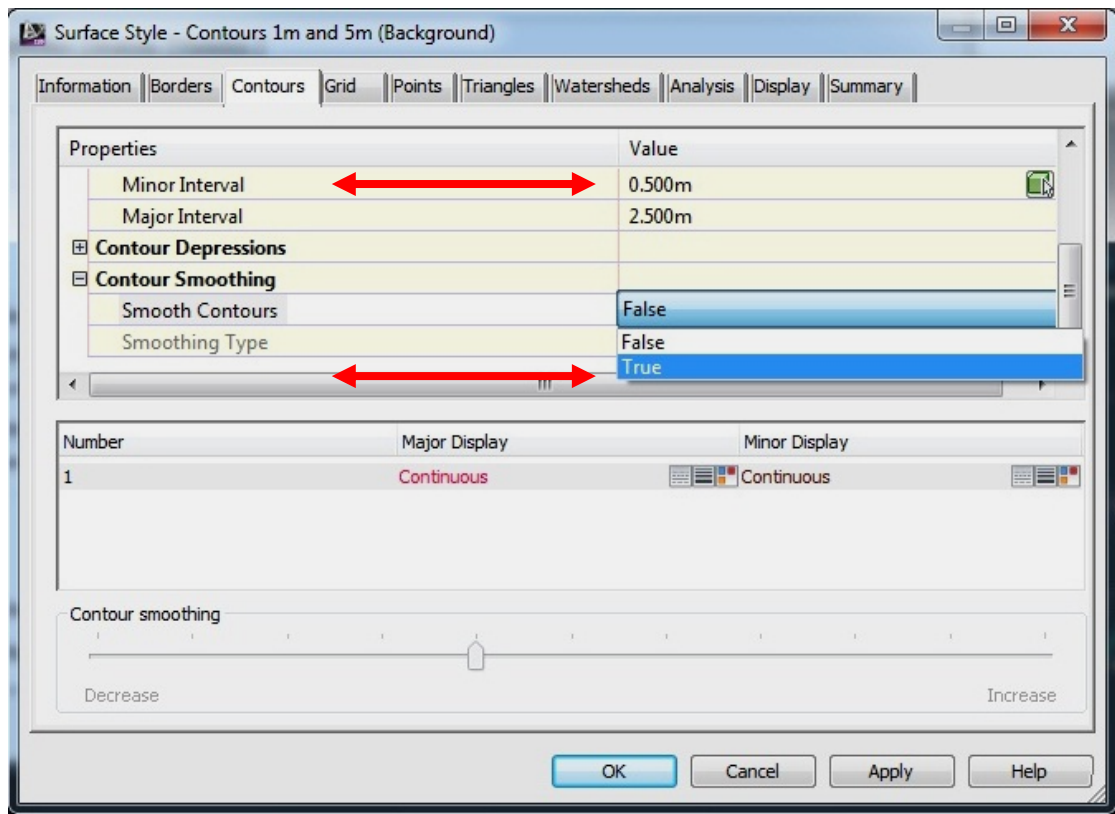 Surface Style - Contours 1m and 5m (Background)
Information Borders Contours Grid Points Triangles Watersheds Analysis Display Summary
Properties Value
Minor Interval 0.500m
Major Interval 2.500m
Contour Depressions
Contour Smoothing
Smooth Contours False
Smoothing Type False
True
Number Major Display Minor Display
1 Continuous Continuous
Contour smoothing
Decrease Increase
OK Cancel Apply Help